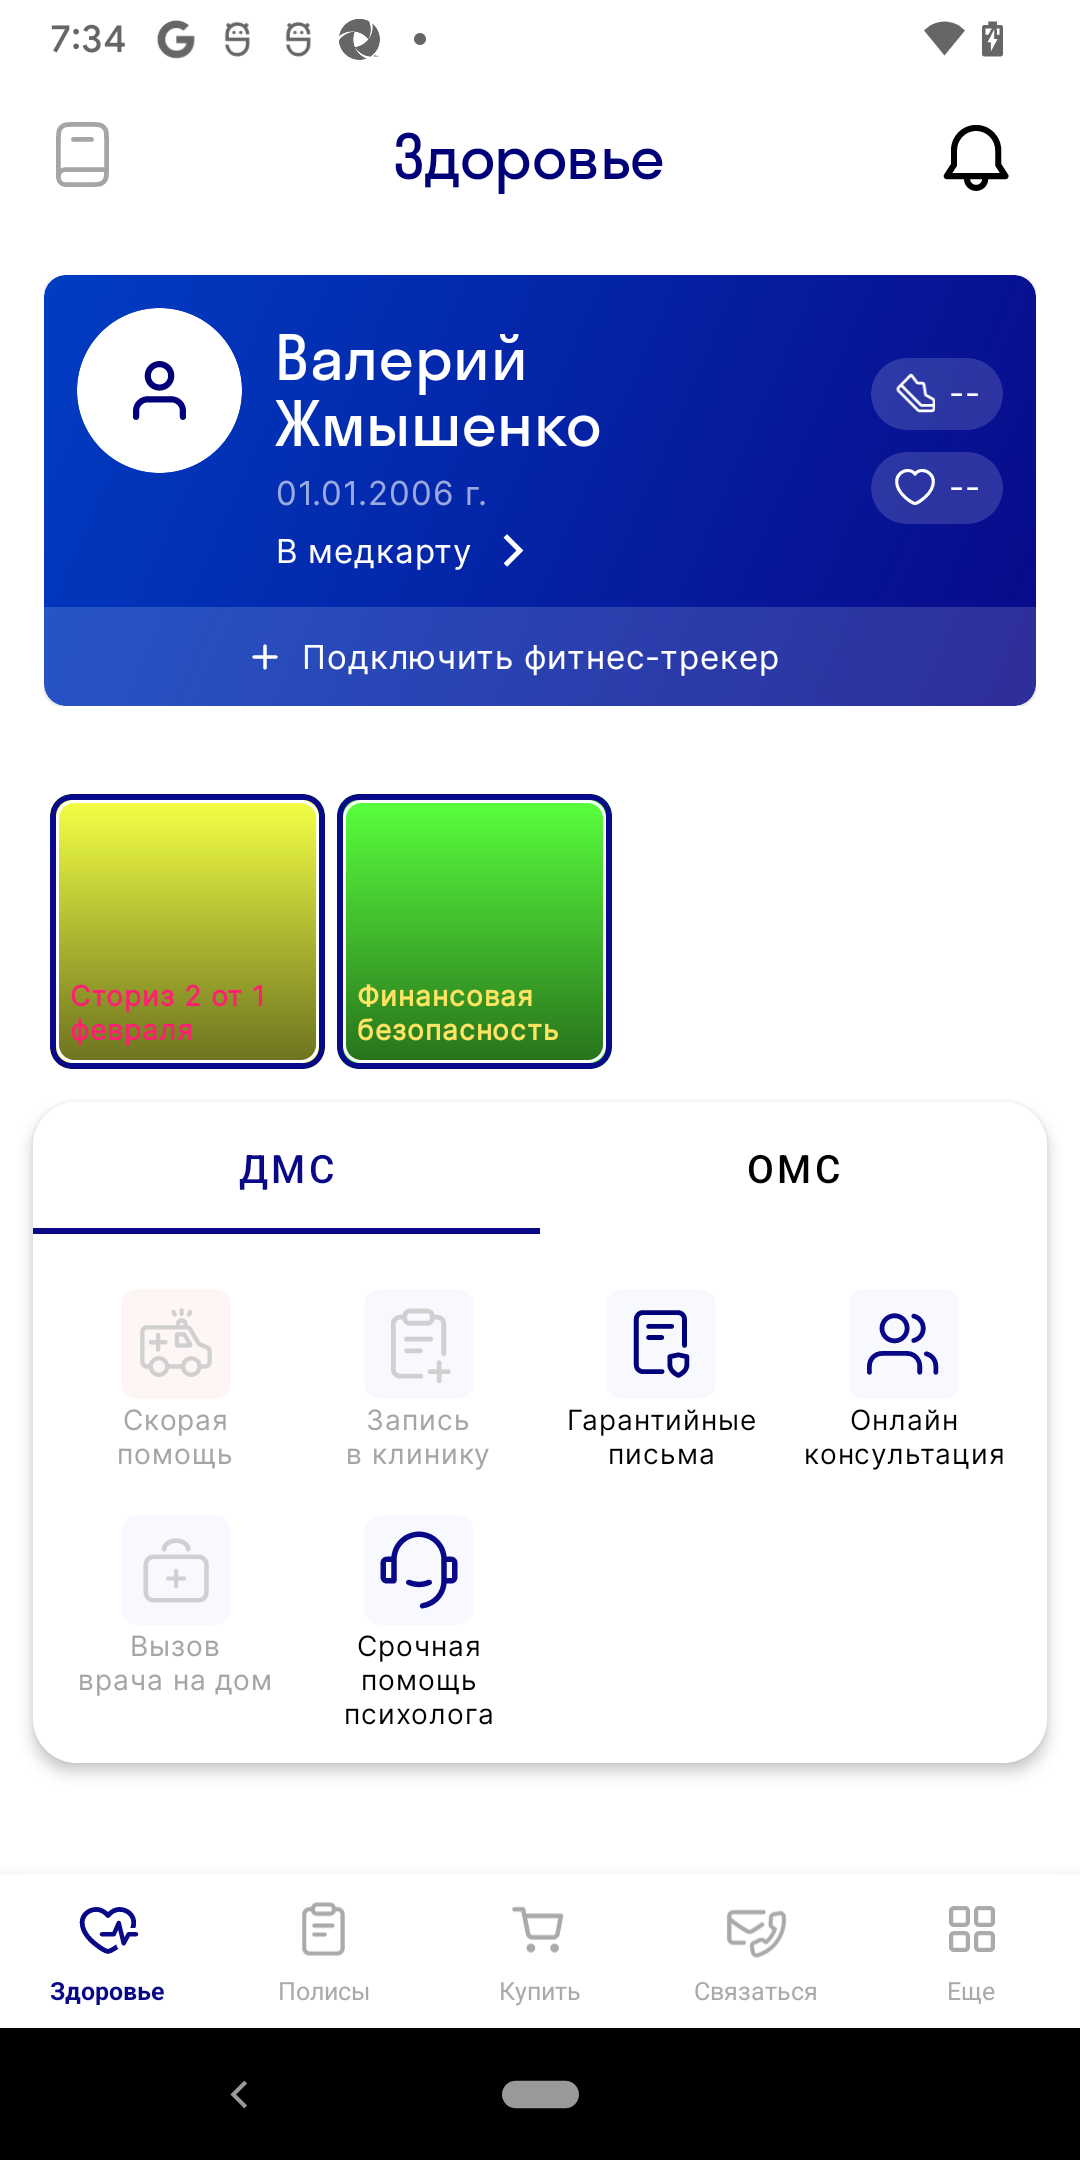 7:34
Здоровье
Валерий
Жмышенко
01.01.2006 г.
В медкарту
--
--
Подключить фитнес-трекер
Сториз 2 от 1
февраля
Финансовая
безопасность
ДМС
ОМС
Скорая
помощь
Запись
в клинику
Гарантийные
письма
Онлайн
консультация
Вызов
врача на дом
Срочная
помощь
психолога
Здоровье
Полисы
Купить
Связаться
Еще